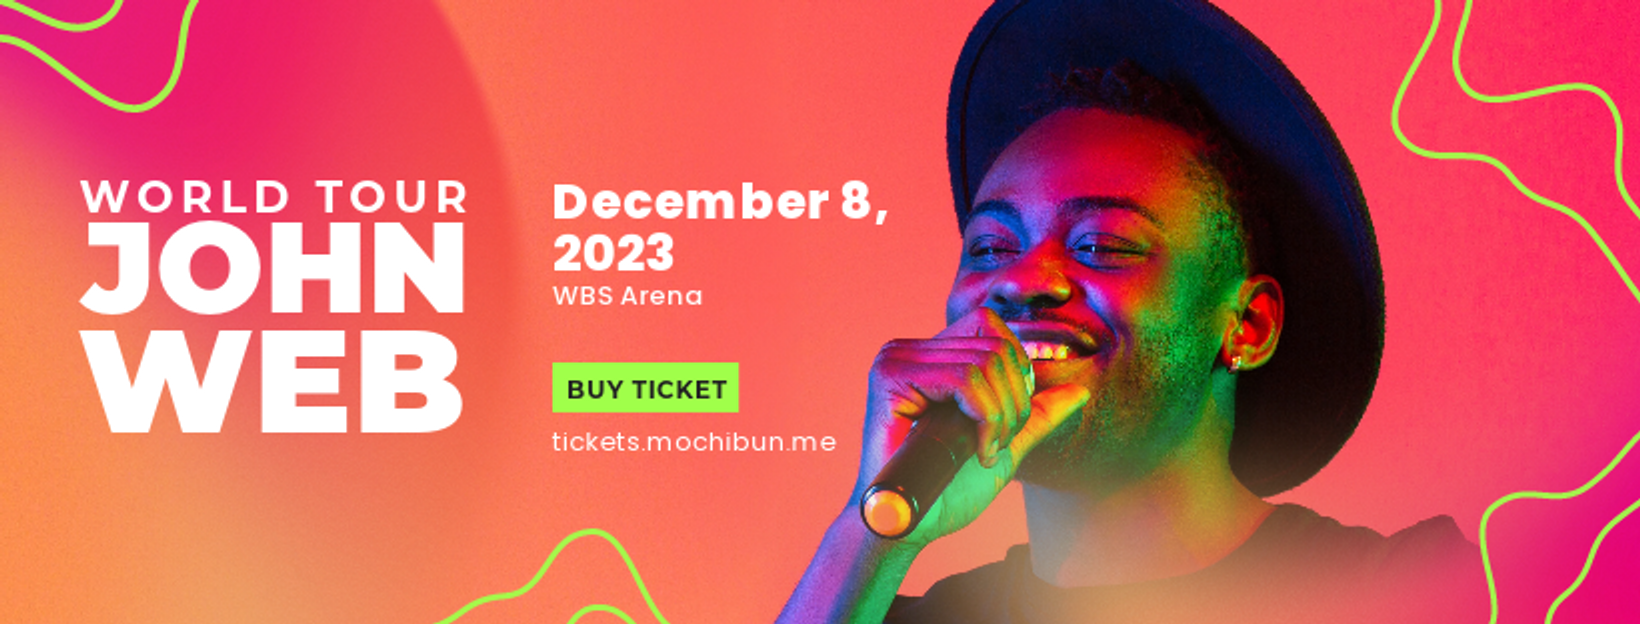 WORLD TOUR
JOHN
WEB
December 8,
2023
WBS Arena
BUY TICKET
tickets.mochibun.me